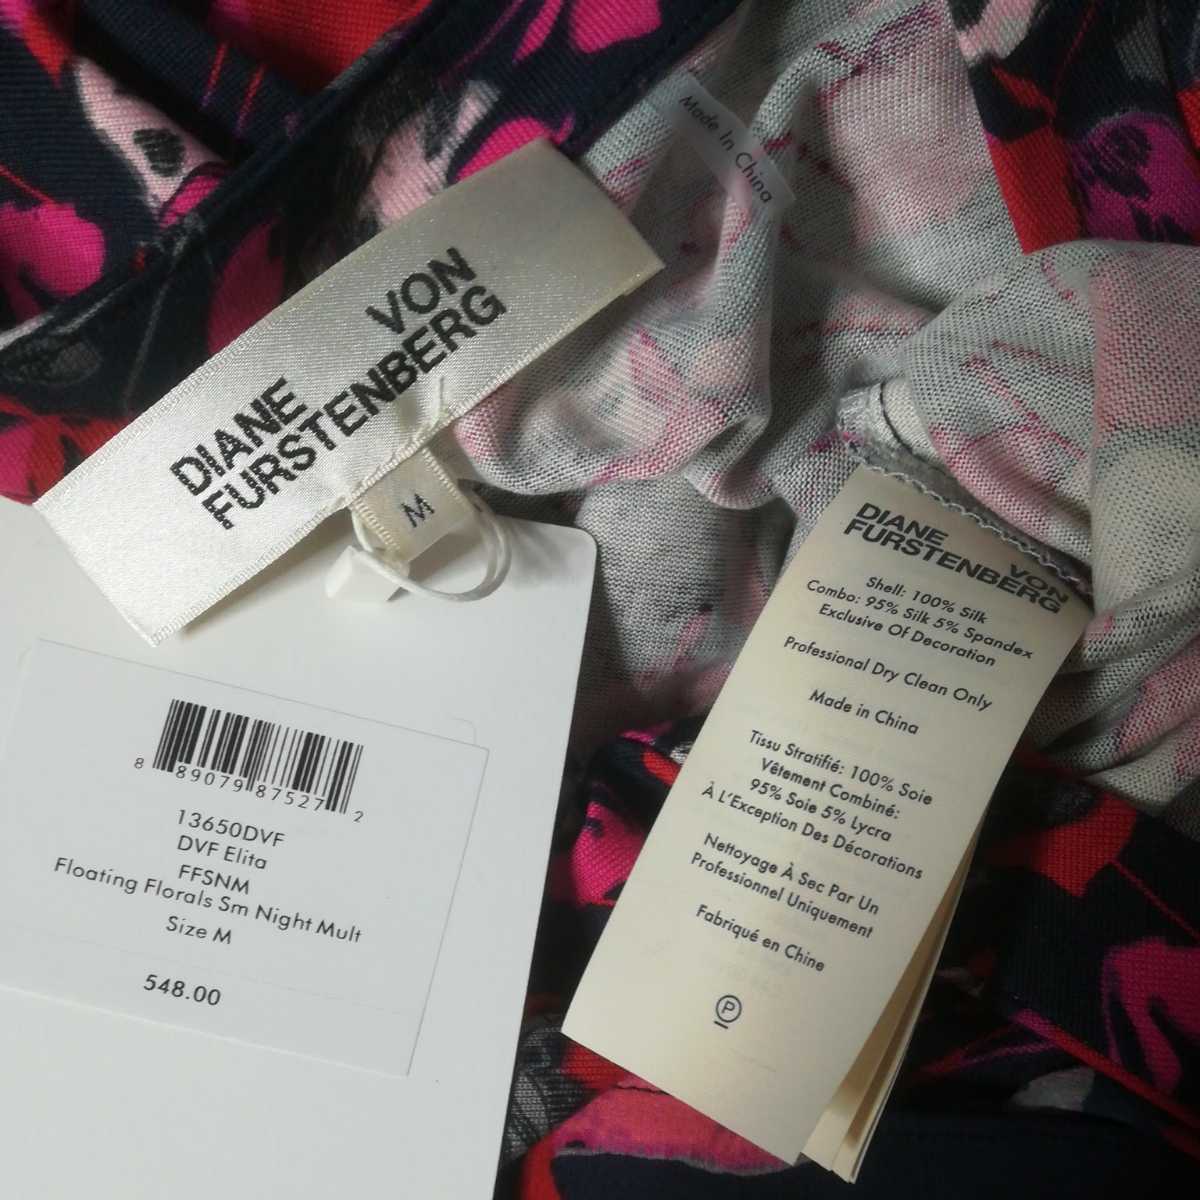 Made In China
DIANE
VON
FURSTENBERG
M
8 89079 87527 2
13650DVF
DVF Elita
FFSNM
Floating Florals Sm Night Mult
Size M
548.00
DIANE
VON
FURSTENBERG
Shell: 100% Silk
Combo: 95% Silk 5% Spandex
Exclusive Of Decoration
Professional Dry Clean Only
Made in China
Tissu Stratifié: 100% Soie
Vêtement Combiné:
95% Soie 5% Lycra
À L'Exception Des Décorations
Nettoyage À Sec Par Un
Professionnel Uniquement
Fabriqué en Chine
P